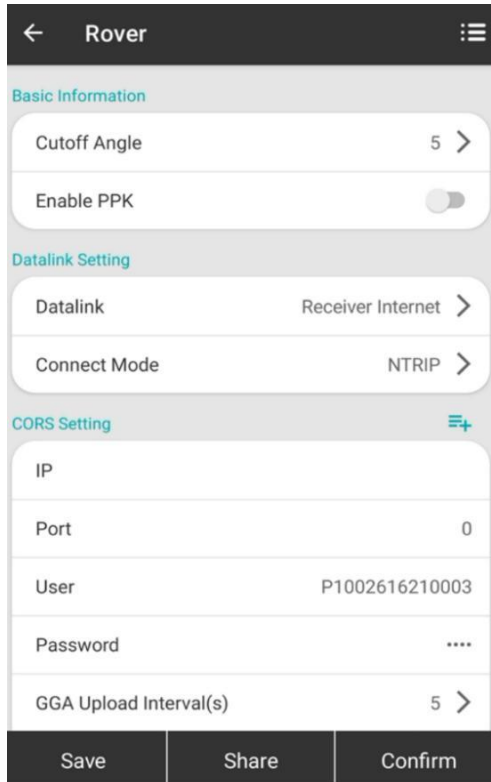 Rover
Basic Information
Cutoff Angle 5
Enable PPK
Datalink Setting
Datalink Receiver Internet
Connect Mode NTRIP
CORS Setting
IP
Port 0
User P1002616210003
Password ••••
GGA Upload Interval(s) 5
Save Share Confirm